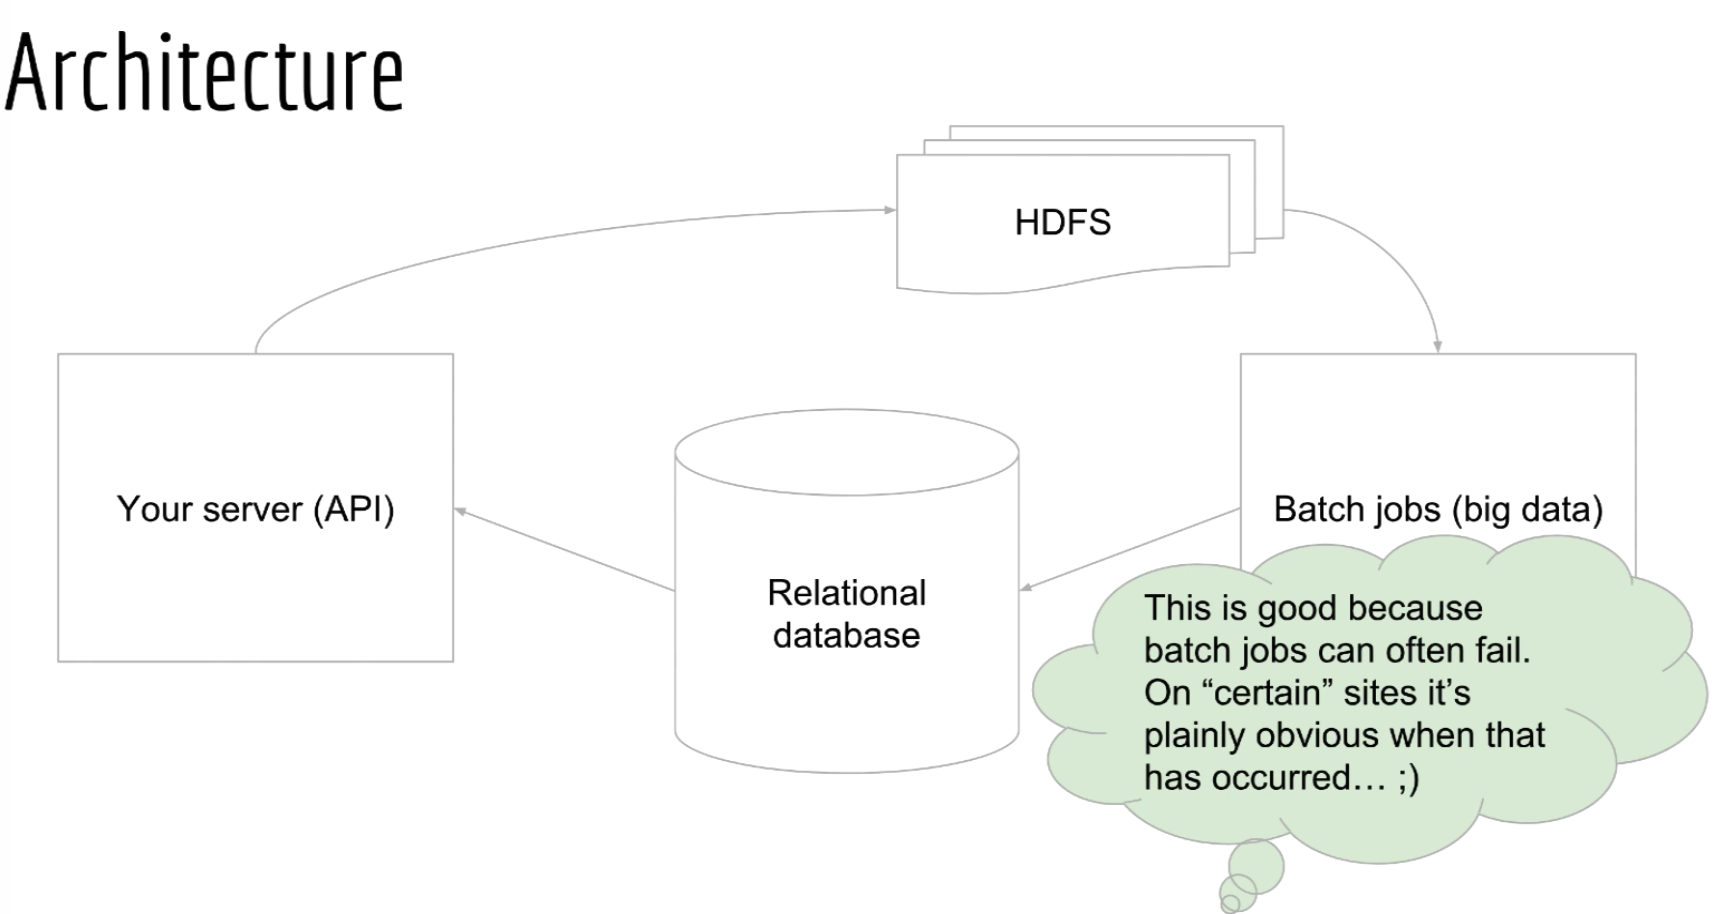 Architecture
HDFS
Your server (API)
Relational
database
Batch jobs (big data)
This is good because
batch jobs can often fail.
On “certain” sites it’s
plainly obvious when that
has occurred… ;)